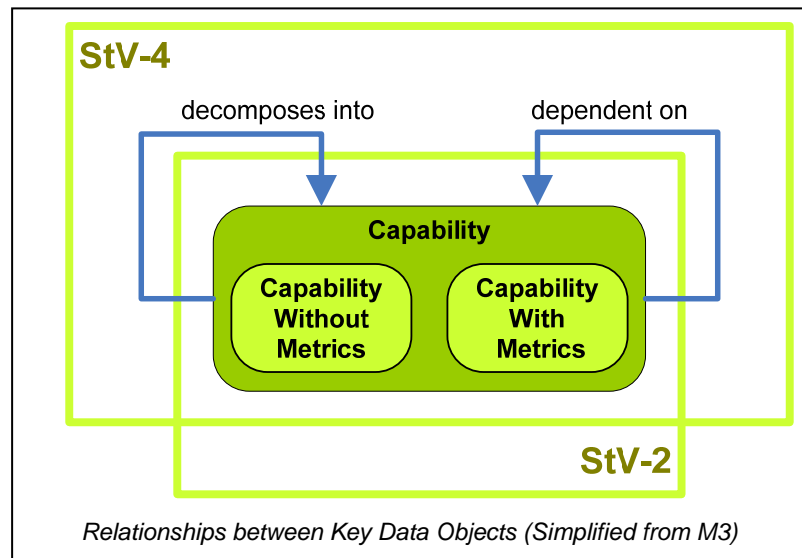 StV-4
decomposes into
dependent on
Capability
Capability
Without
Metrics
Capability
With
Metrics
StV-2
Relationships between Key Data Objects (Simplified from M3)